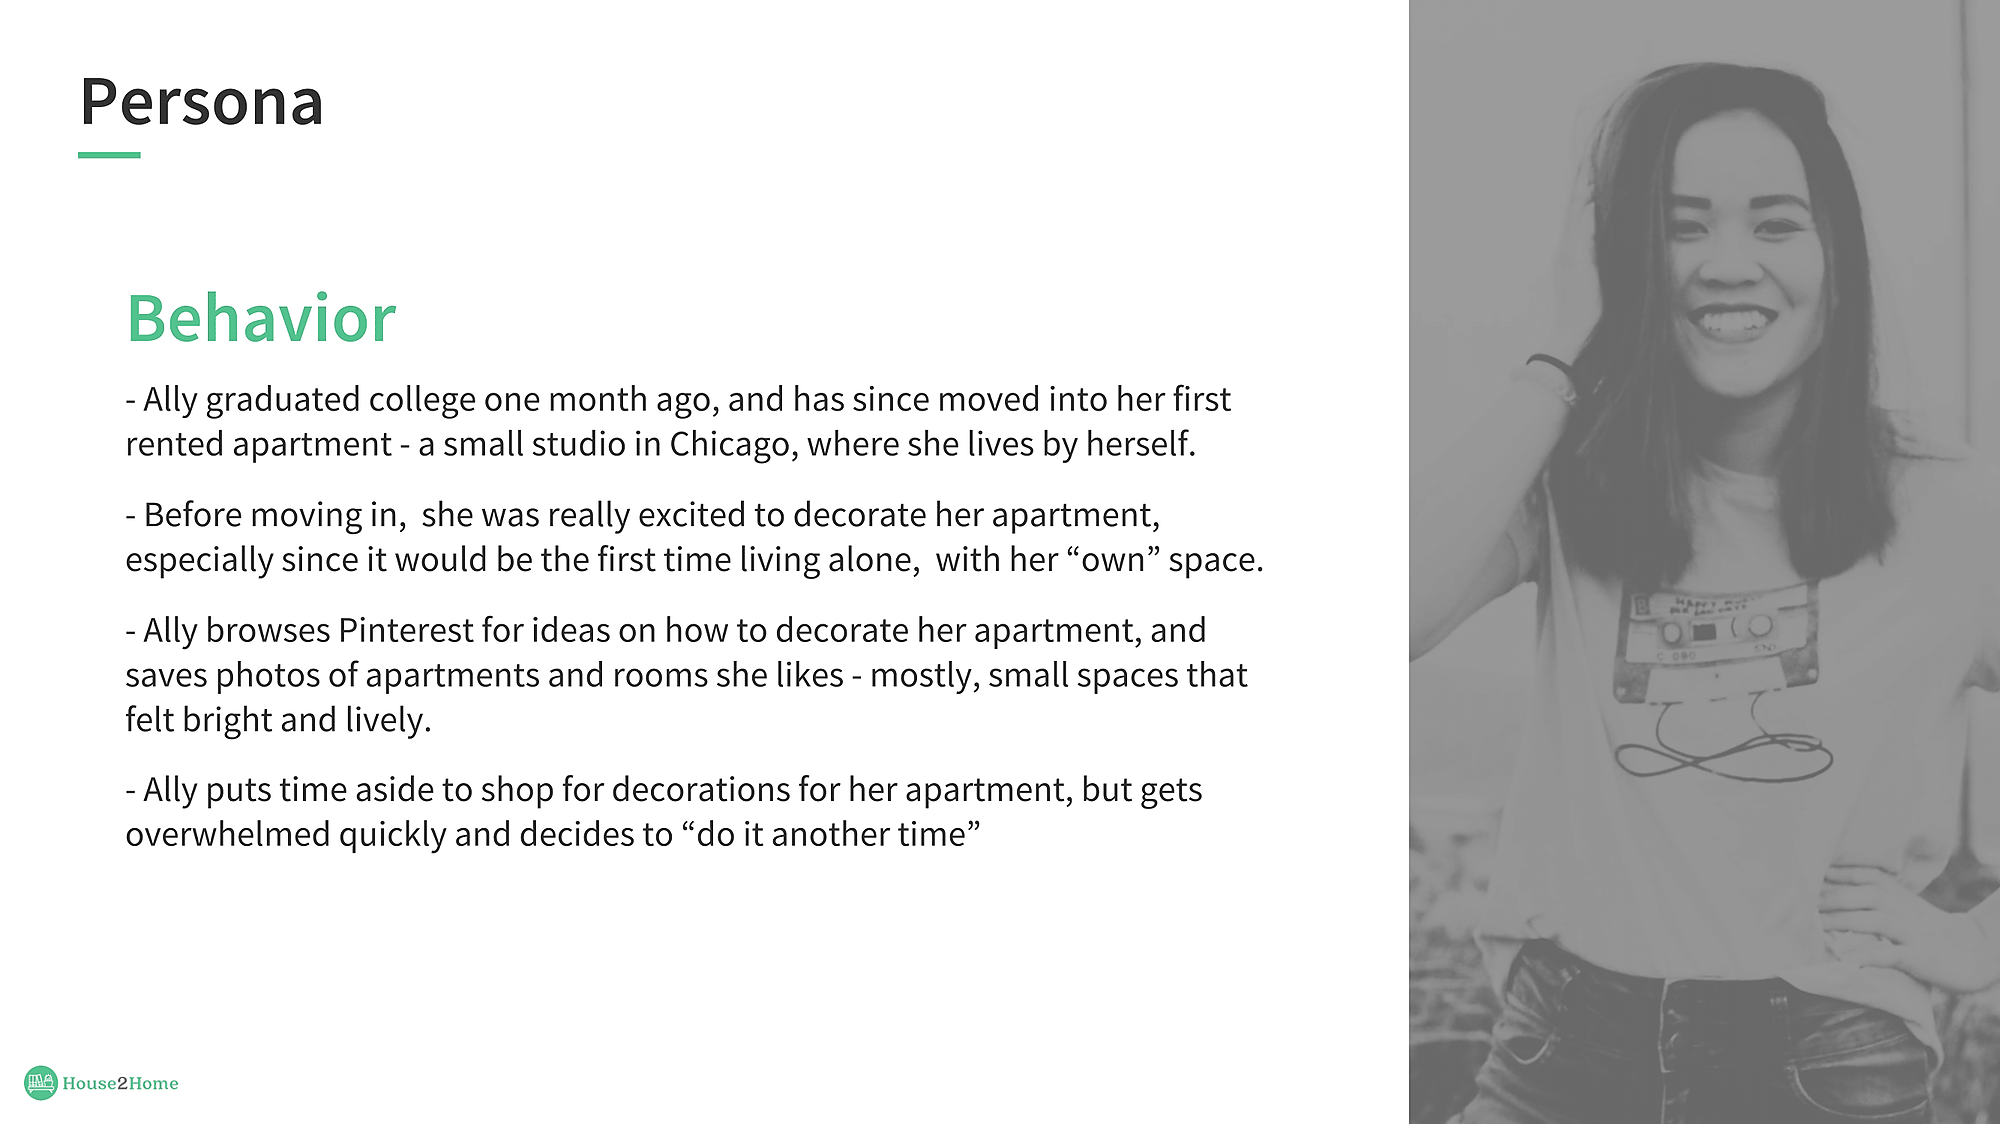 Persona
Behavior
- Ally graduated college one month ago, and has since moved into her first
rented apartment - a small studio in Chicago, where she lives by herself.
- Before moving in,  she was really excited to decorate her apartment,
especially since it would be the first time living alone,  with her “own” space.
- Ally browses Pinterest for ideas on how to decorate her apartment, and
saves photos of apartments and rooms she likes - mostly, small spaces that
felt bright and lively.
- Ally puts time aside to shop for decorations for her apartment, but gets
overwhelmed quickly and decides to “do it another time”
House2Home